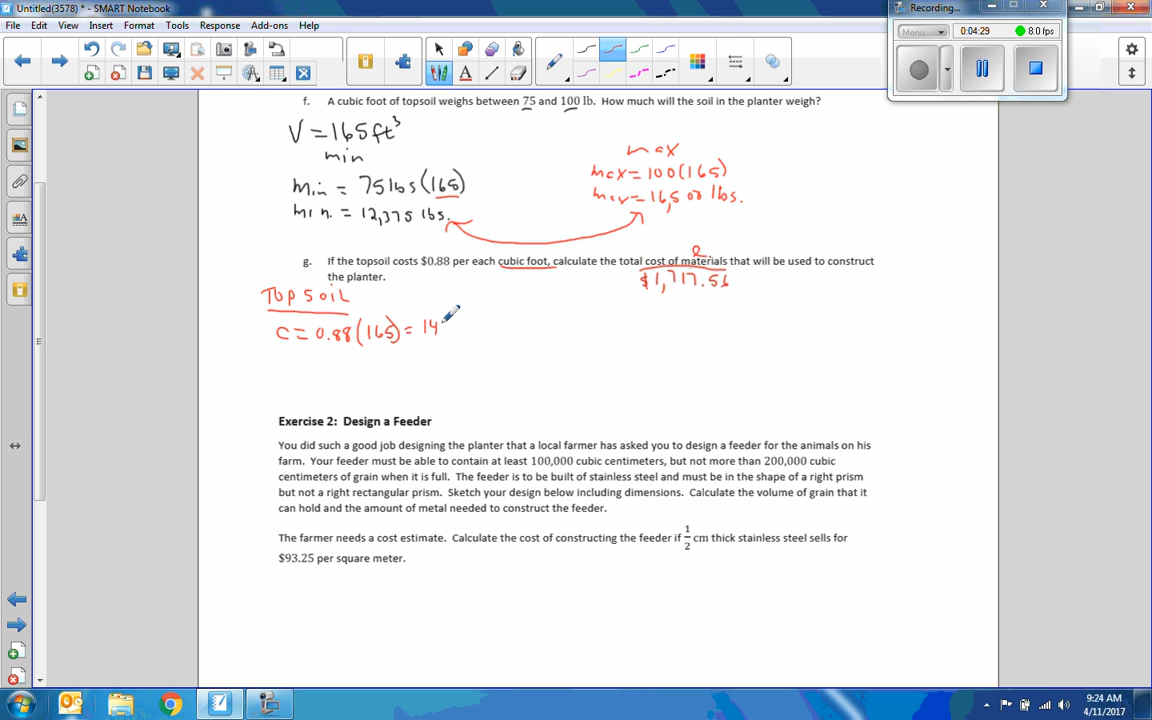 Untitled(3578) * - SMART Notebook
Recording...
File Edit View Insert Format Tools Response Add-ons Help
Menu
0:04:29
8.0 fps
f. A cubic foot of topsoil weighs between 75 and 100 lb. How much will the soil in the planter weigh?
V = 165 ft³
min
max
min = 75 lbs (165)
max = 100 (165)
min. = 12,375 lbs.
max = 16,500 lbs.
g. If the topsoil costs $0.88 per each cubic foot, calculate the total cost of materials that will be used to construct
the planter.
$1,717.56
Top Soil
C = 0.88 (165) = 14
Exercise 2: Design a Feeder
You did such a good job designing the planter that a local farmer has asked you to design a feeder for the animals on his
farm. Your feeder must be able to contain at least 100,000 cubic centimeters, but not more than 200,000 cubic
centimeters of grain when it is full. The feeder is to be built of stainless steel and must be in the shape of a right prism
but not a right rectangular prism. Sketch your design below including dimensions. Calculate the volume of grain that it
can hold and the amount of metal needed to construct the feeder.
The farmer needs a cost estimate. Calculate the cost of constructing the feeder if 1/2 cm thick stainless steel sells for
$93.25 per square meter.
9:24 AM
4/11/2017